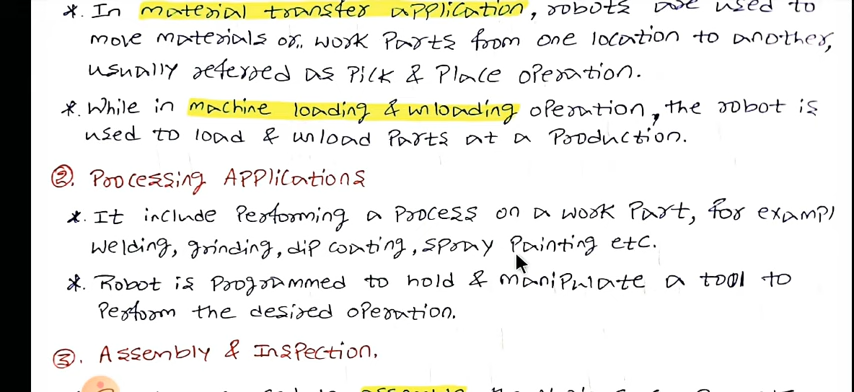 * In material transfer application, robots are used to
move materials or work parts from one location to another,
usually refered as Pick & Place operation.
* While in machine loading & unloading operation, the robot is
used to load & unload parts at a production.
②. Processing Applications
* It include performing a process on a work part, for exampl
welding, grinding, dip coating, spray painting etc.
* Robot is programmed to hold & manipulate a tool to
perform the desired operation.
③. Assembly & Inspection.